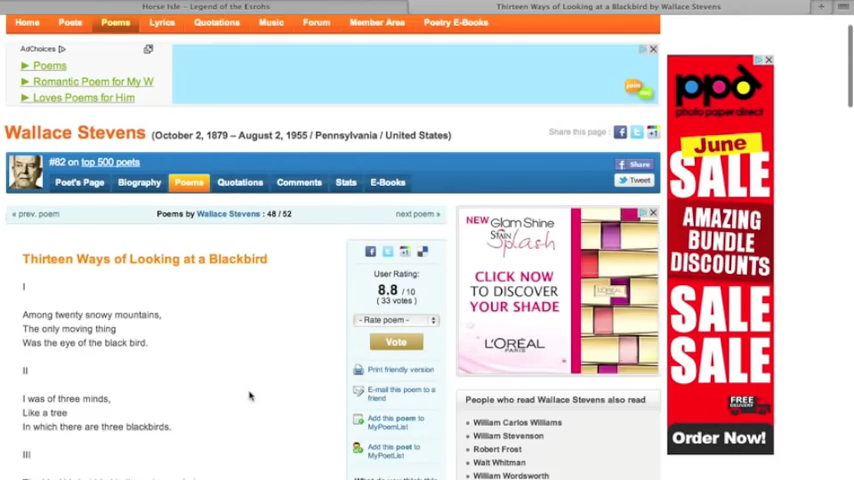 Horse Isle – Legend of the Esrohs
Thirteen Ways of Looking at a Blackbird by Wallace Stevens
Home Posts Poems Lyrics Quotations Music Forum Member Area Poetry E-Books
AdChoices
► Poems
► Romantic Poem for My W
► Loves Poems for Him
Wallace Stevens (October 2, 1879 – August 2, 1955 / Pennsylvania / United States)
Share this page :
#82 on top 500 poets
Share
Tweet
Poet's Page Biography Poems Quotations Comments Stats E-Books
« prev. poem
Poems by Wallace Stevens : 48 / 52
next poem »
Thirteen Ways of Looking at a Blackbird
I
Among twenty snowy mountains,
The only moving thing
Was the eye of the black bird.
II
I was of three minds,
Like a tree
In which there are three blackbirds.
III
User Rating:
8.8 / 10
( 33 votes )
- Rate poem -
Vote
Print friendly version
E-mail this poem to a
friend
Add this poem to
MyPoemList
Add this poet to
MyPoetList
What do you think this
NEW Glam Shine
STAIN Splash
CLICK NOW
TO DISCOVER
YOUR SHADE
L'ORÉAL
PARIS
People who read Wallace Stevens also read
William Carlos Williams
William Stevenson
Robert Frost
Walt Whitman
William Wordsworth
ppd
photo paper direct
June
SALE
AMAZING
BUNDLE
DISCOUNTS
SALE
SALE
FREE
DELIVERY
Order Now!